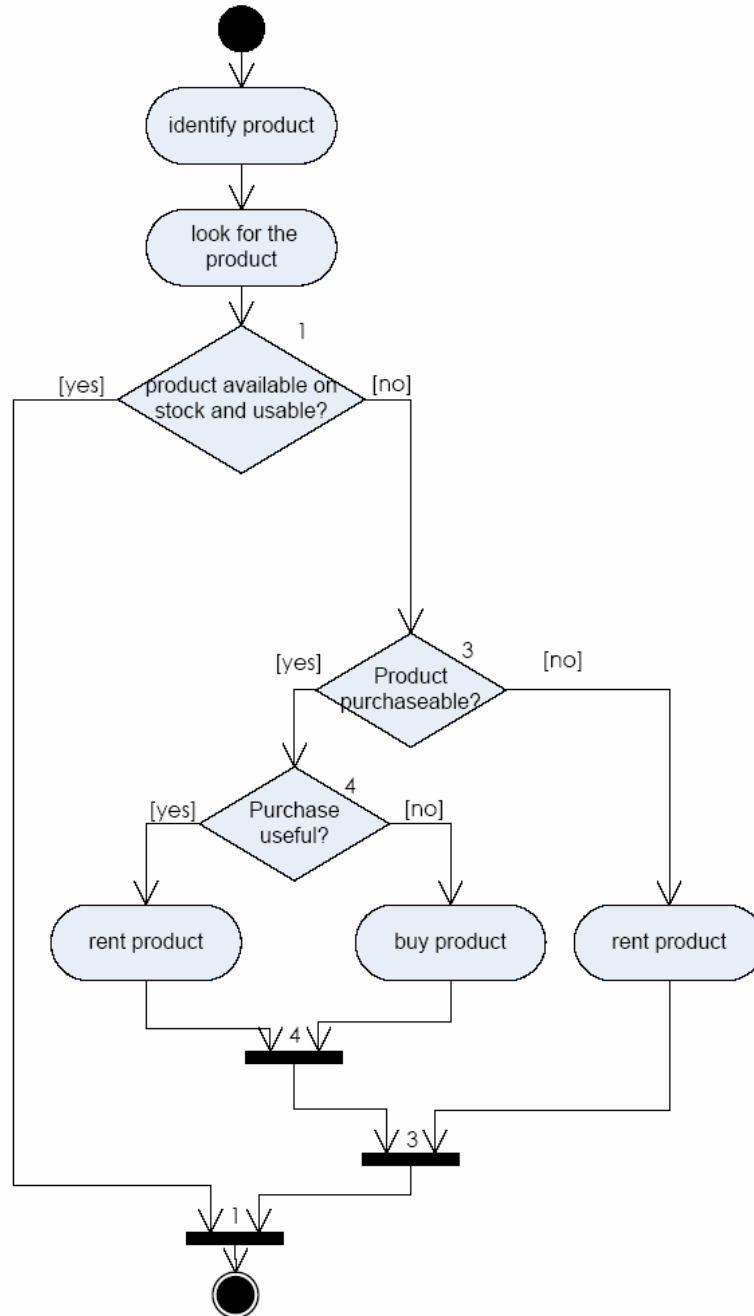 identify product
look for the
product
1
[yes]
product available on
stock and usable?
[no]
3
[yes]
Product
purchaseable?
[no]
4
[yes]
Purchase
useful?
[no]
rent product
buy product
rent product
4
3
1